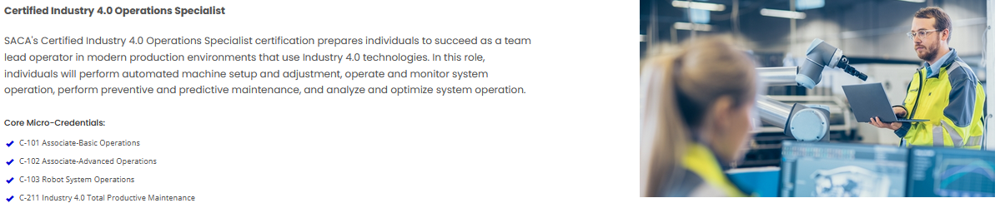 Certified Industry 4.0 Operations Specialist
SACA's Certified Industry 4.0 Operations Specialist certification prepares individuals to succeed as a team
lead operator in modern production environments that use Industry 4.0 technologies. In this role,
individuals will perform automated machine setup and adjustment, operate and monitor system
operation, perform preventive and predictive maintenance, and analyze and optimize system operation.
Core Micro-Credentials:
C-101 Associate-Basic Operations
C-102 Associate-Advanced Operations
C-103 Robot System Operations
C-211 Industry 4.0 Total Productive Maintenance